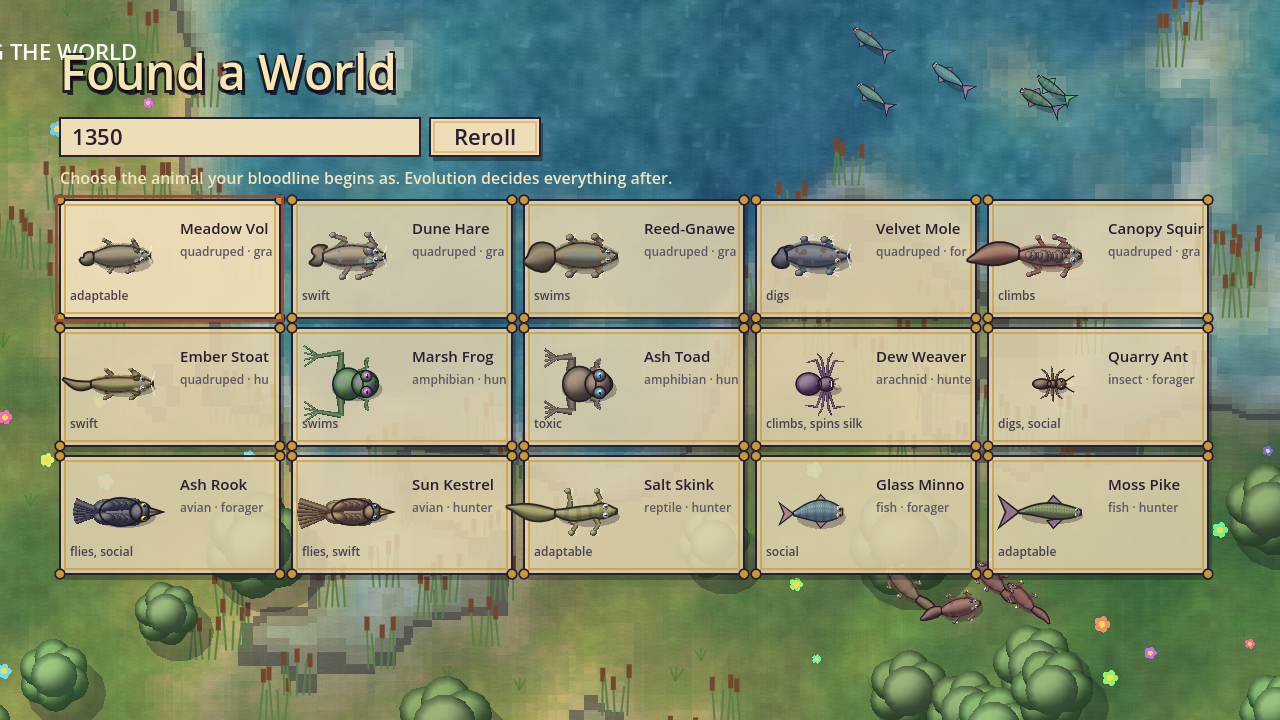 G THE WORLD
Found a World
1350
Reroll
Choose the animal your bloodline begins as. Evolution decides everything after.
Meadow Vol
quadruped · gra
adaptable
Dune Hare
quadruped · gra
swift
Reed-Gnawe
quadruped · gra
swims
Velvet Mole
quadruped · for
digs
Canopy Squir
quadruped · gra
climbs
Ember Stoat
quadruped · hu
swift
Marsh Frog
amphibian · hun
swims
Ash Toad
amphibian · hun
toxic
Dew Weaver
arachnid · hunte
climbs, spins silk
Quarry Ant
insect · forager
digs, social
Ash Rook
avian · forager
flies, social
Sun Kestrel
avian · hunter
flies, swift
Salt Skink
reptile · hunter
adaptable
Glass Minno
fish · forager
social
Moss Pike
fish · hunter
adaptable